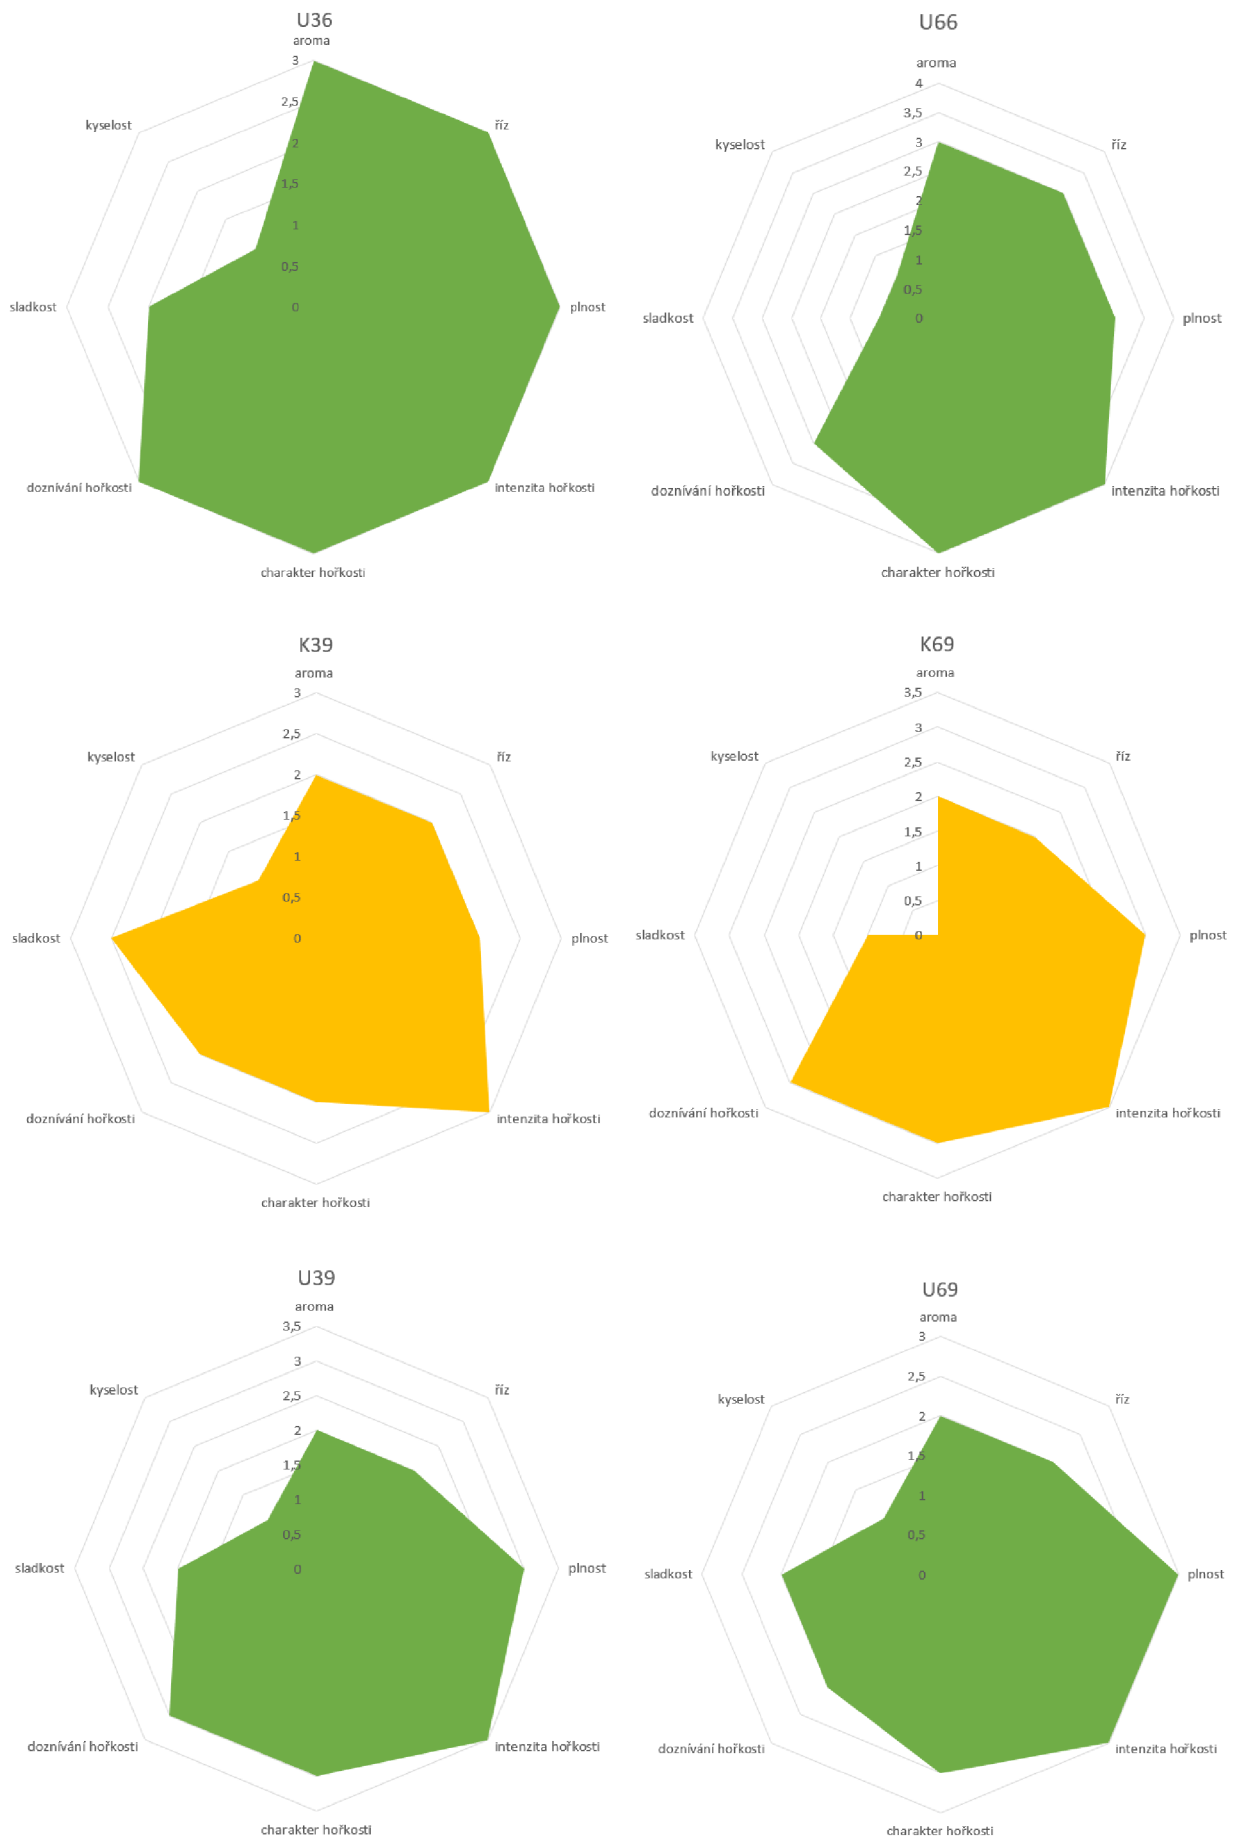 U36
aroma
3
2,5
2
1,5
1
0,5
0
kyselost
říz
sladkost
plnost
doznívání hořkosti
intenzita hořkosti
charakter hořkosti
U66
aroma
4
3,5
3
2,5
2
1,5
1
0,5
0
kyselost
říz
sladkost
plnost
doznívání hořkosti
intenzita hořkosti
charakter hořkosti
K39
aroma
3
2,5
2
1,5
1
0,5
0
kyselost
říz
sladkost
plnost
doznívání hořkosti
intenzita hořkosti
charakter hořkosti
K69
aroma
3,5
3
2,5
2
1,5
1
0,5
0
kyselost
říz
sladkost
plnost
doznívání hořkosti
intenzita hořkosti
charakter hořkosti
U39
aroma
3,5
3
2,5
2
1,5
1
0,5
0
kyselost
říz
sladkost
plnost
doznívání hořkosti
intenzita hořkosti
charakter hořkosti
U69
aroma
3
2,5
2
1,5
1
0,5
0
kyselost
říz
sladkost
plnost
doznívání hořkosti
intenzita hořkosti
charakter hořkosti